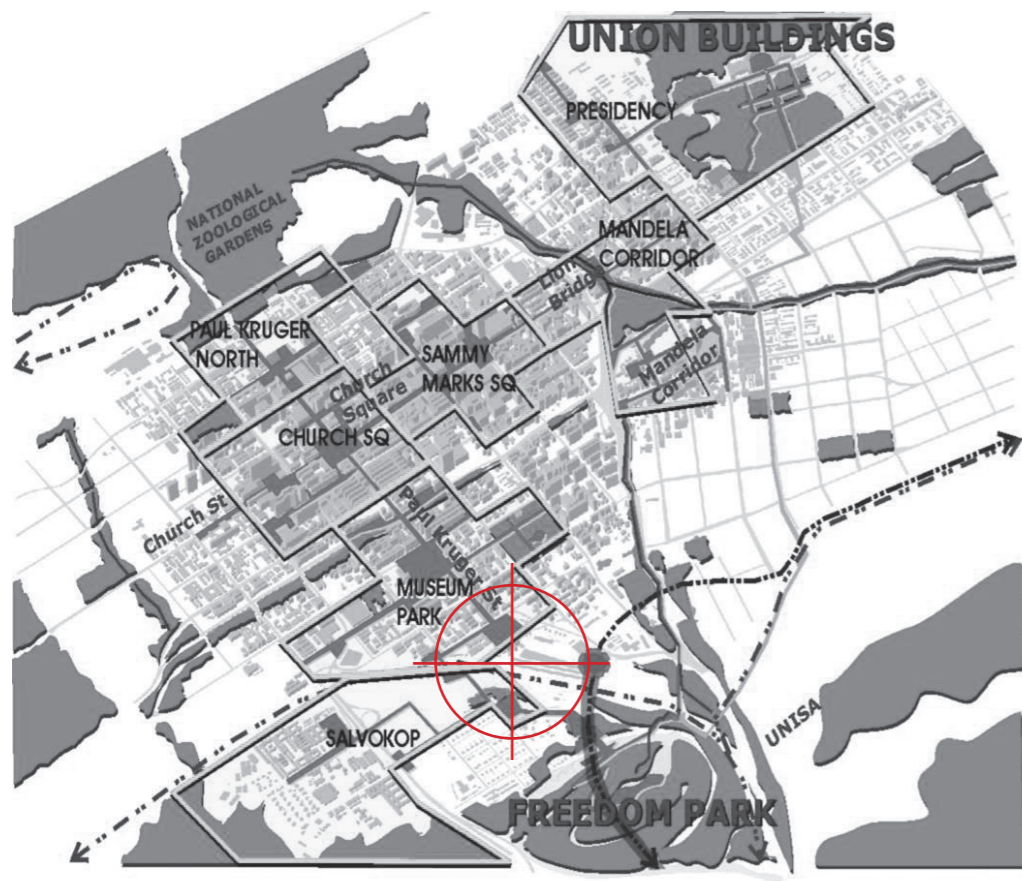 UNION BUILDINGS
PRESIDENCY
NATIONAL
ZOOLOGICAL
GARDENS
MANDELA
CORRIDOR
Lion
Bridge
PAUL KRUGER
NORTH
Church
Square
SAMMY
MARKS SQ
Mandela
Corridor
CHURCH SQ
Church St
Paul Kruger St
MUSEUM
PARK
SALVOKOP
UNISA
FREEDOM PARK